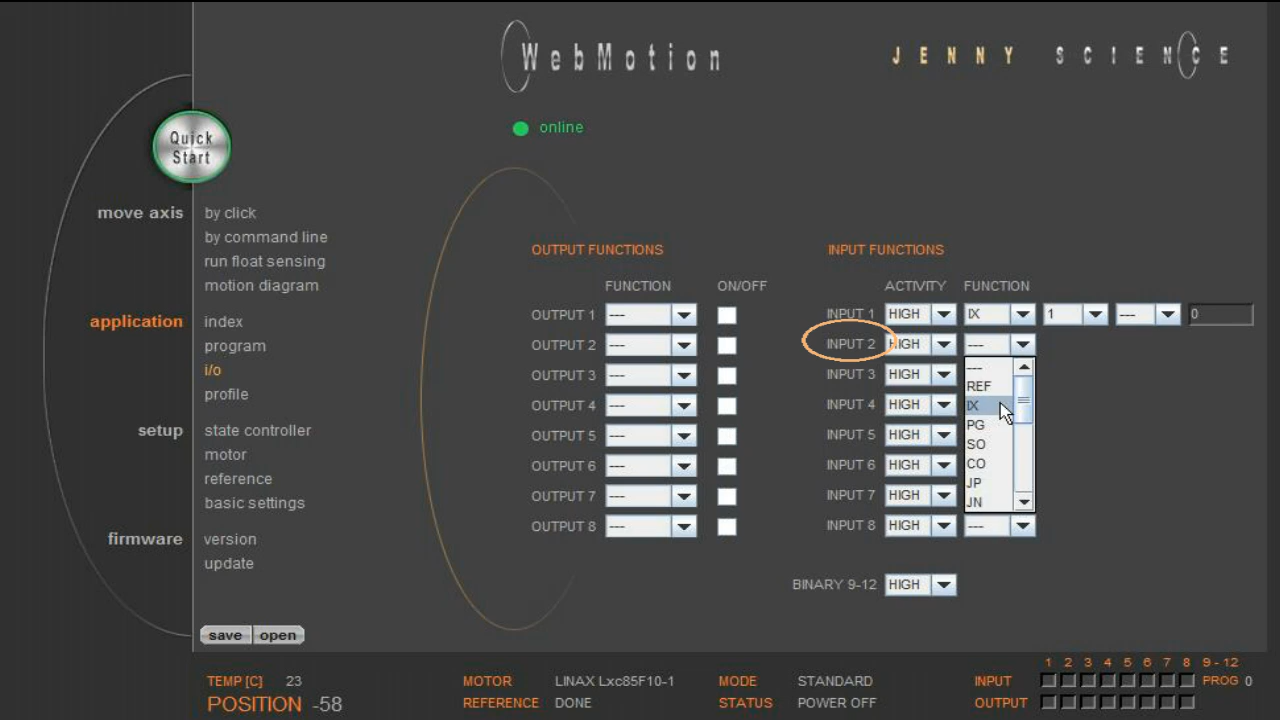 WebMotion JENNY SCIENCE
online
Quick
Start
move axis by click
by command line
run float sensing
motion diagram
application index
program
i/o
profile
setup state controller
motor
reference
basic settings
firmware version
update
save open
OUTPUT FUNCTIONS INPUT FUNCTIONS
FUNCTION ON/OFF ACTIVITY FUNCTION
OUTPUT 1 --- INPUT 1 HIGH IX 1 --- 0
OUTPUT 2 --- INPUT 2 HIGH ---
OUTPUT 3 --- INPUT 3 HIGH ---
OUTPUT 4 --- INPUT 4 HIGH IX
OUTPUT 5 --- INPUT 5 HIGH SO
OUTPUT 6 --- INPUT 6 HIGH CO
OUTPUT 7 --- INPUT 7 HIGH JN
OUTPUT 8 --- INPUT 8 HIGH ---
REF
PG
JP
BINARY 9-12 HIGH
1 2 3 4 5 6 7 8 9 - 12
TEMP [C] 23 MOTOR LINAX Lxc85F10-1 MODE STANDARD INPUT PROG 0
POSITION -58 REFERENCE DONE STATUS POWER OFF OUTPUT